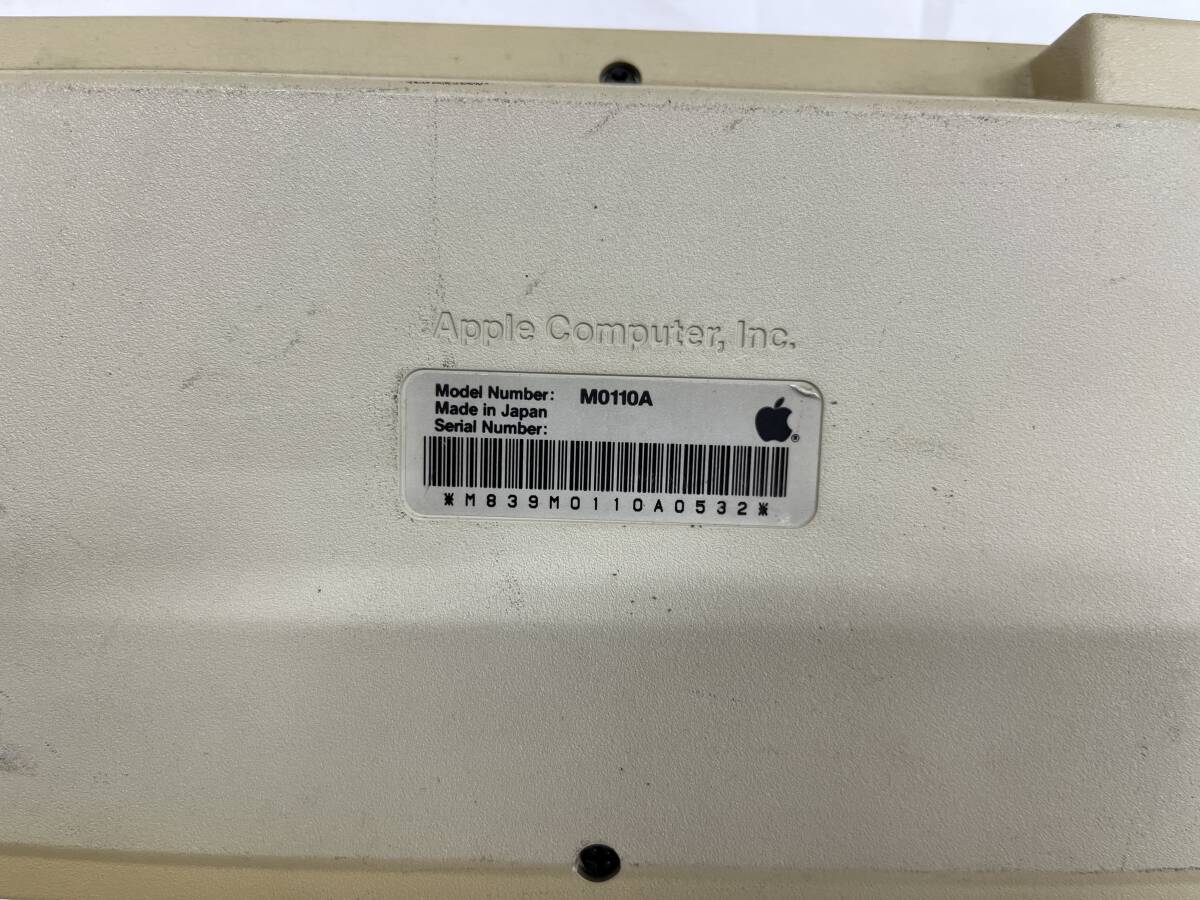 Apple Computer, Inc.
Model Number: M0110A
Made in Japan
Serial Number:
*M839M0110A0532*